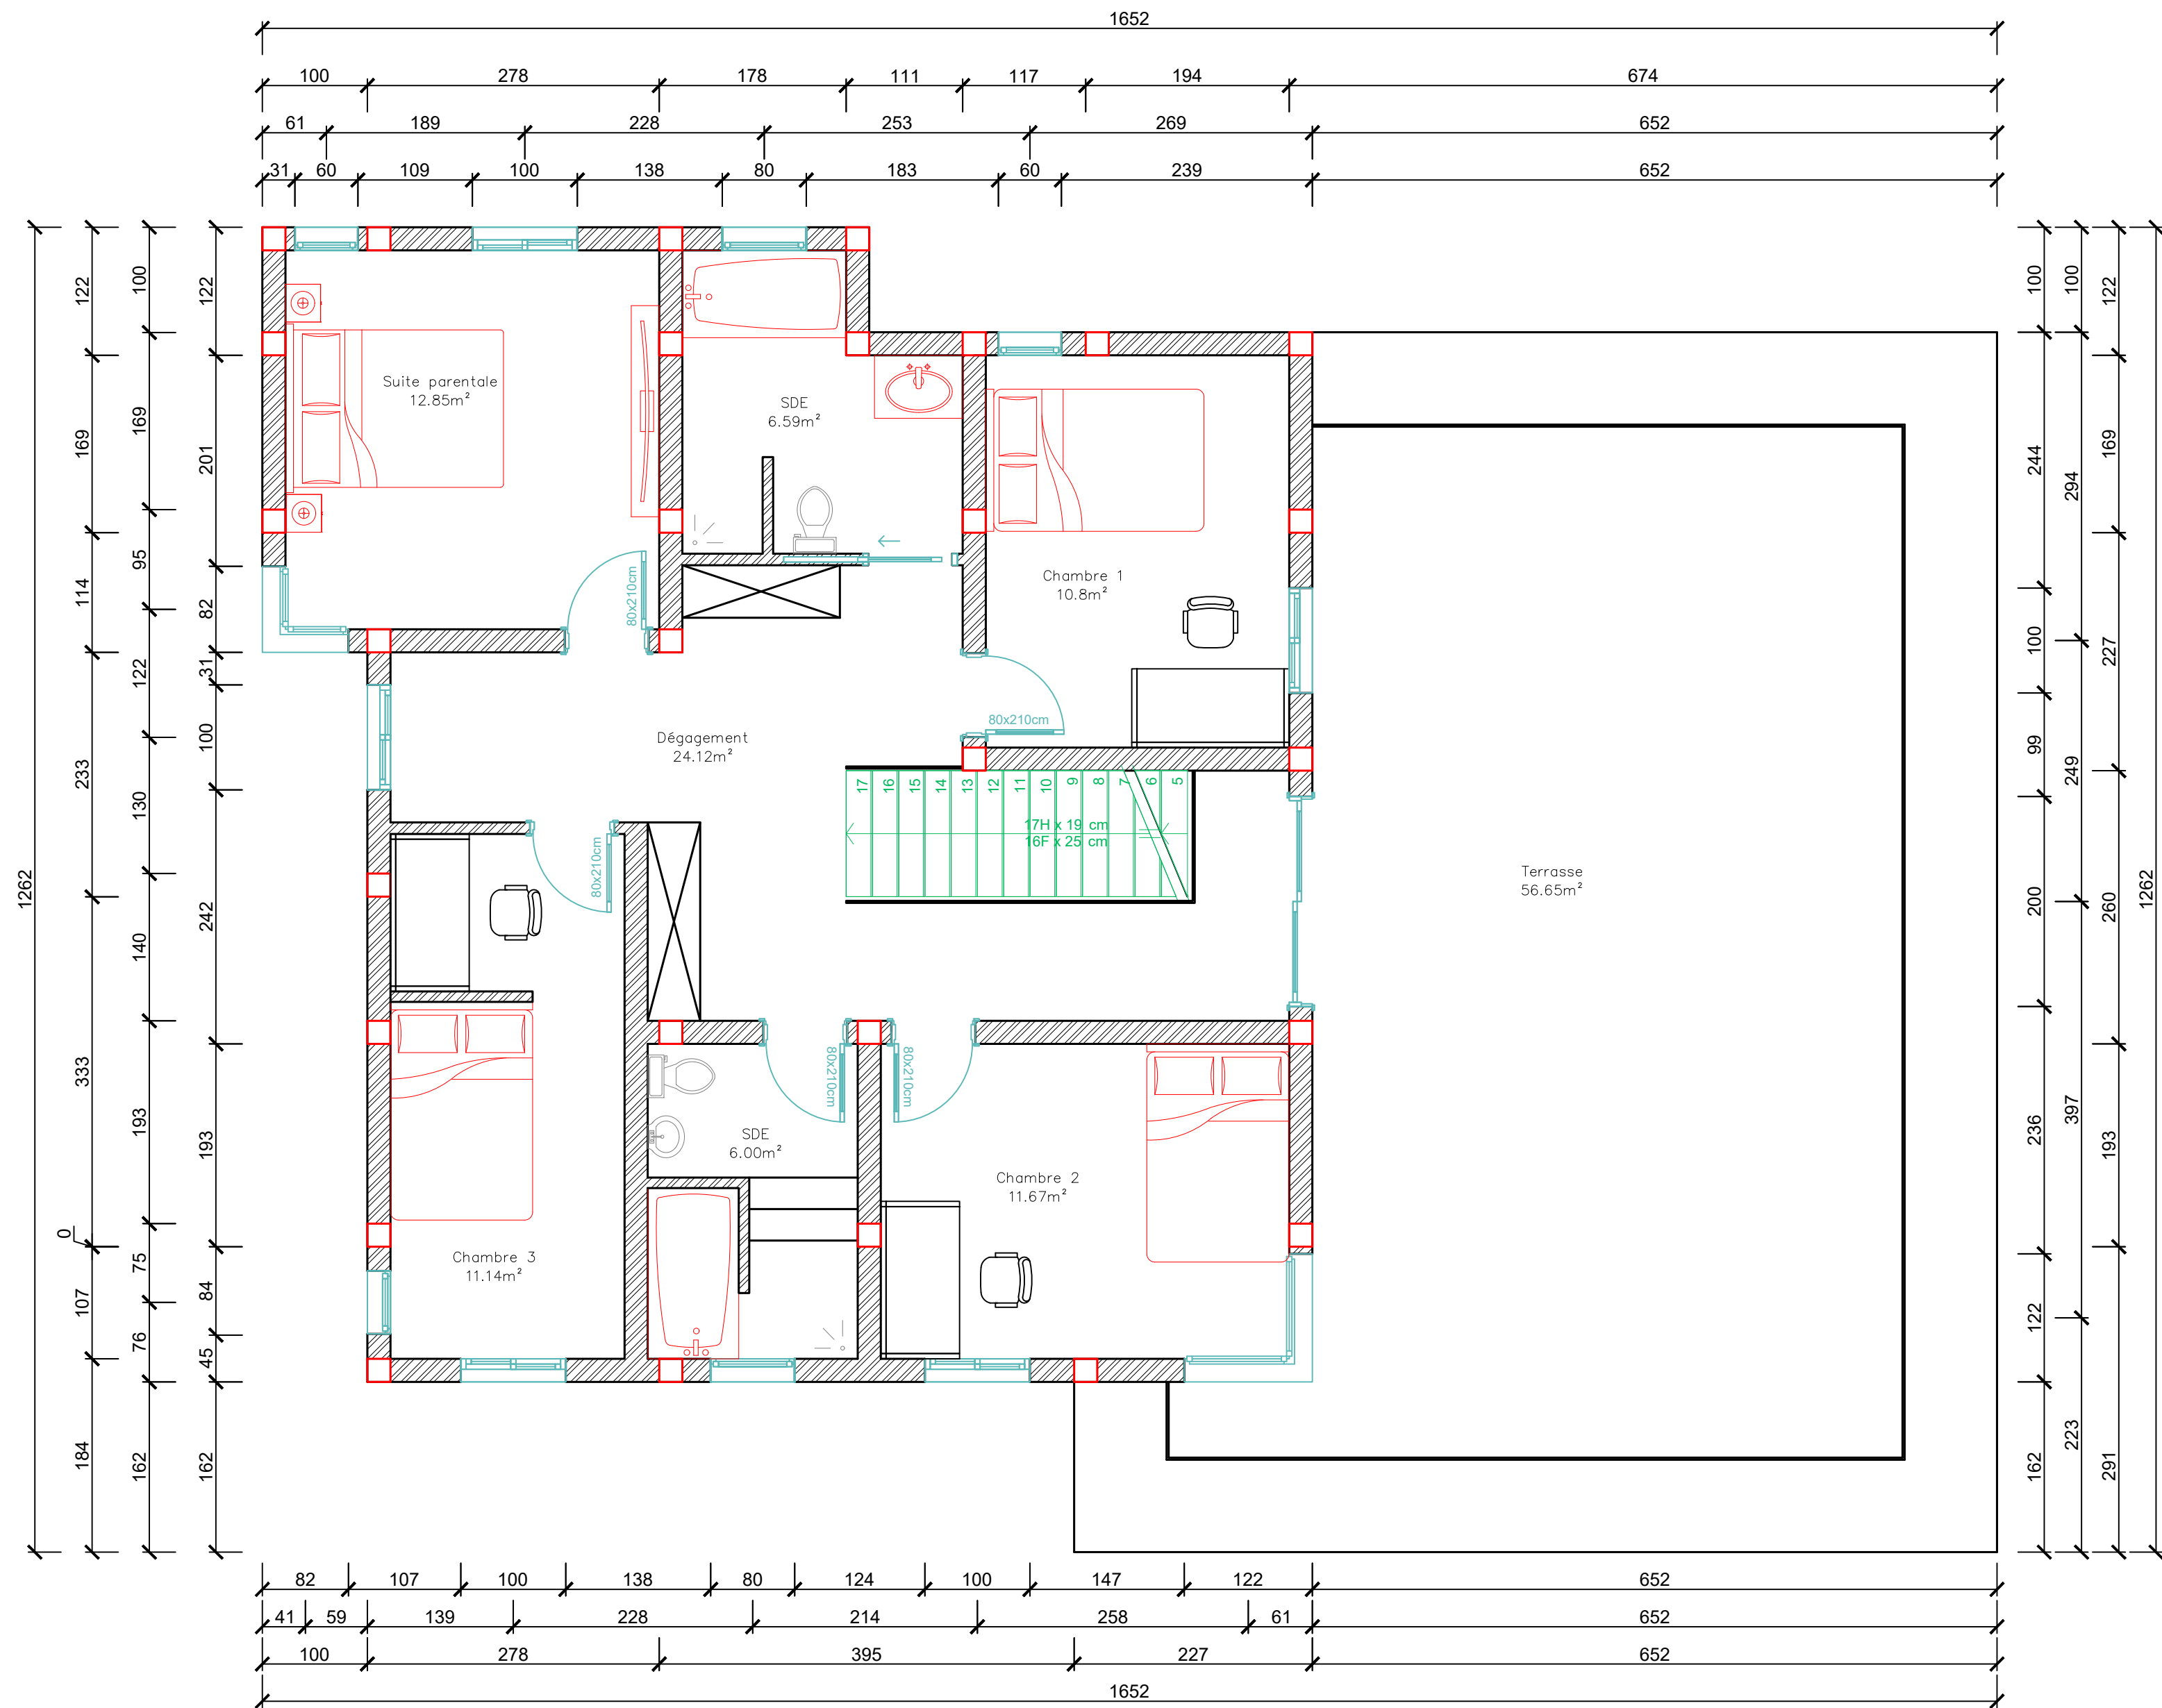 1652
100 278 178 111 117 194 674
61 189 228 253 269 652
31 60 109 100 138 80 183 60 239 652
1262
122 169 114 233 333 0 107 184
100 169 95 122 130 140 193 75 76 162
122 201 82 31 100 242 193 84 45 162
Suite parentale
12.85m²
80x210cm
SDE
6.59m²
Chambre 1
10.8m²
80x210cm
Dégagement
24.12m²
17 16 15 14 13 12 11 10 9 8 7 6 5
17H x 19 cm
16F x 25 cm
80x210cm
Terrasse
56.65m²
80x210cm
80x210cm
SDE
6.00m²
Chambre 2
11.67m²
Chambre 3
11.14m²
100 244 100 99 200 236 122 162
100 294 249 397 223
122 169 227 260 193 291
1262
82 107 100 138 80 124 100 147 122 652
41 59 139 228 214 258 61 652
100 278 395 227 652
1652